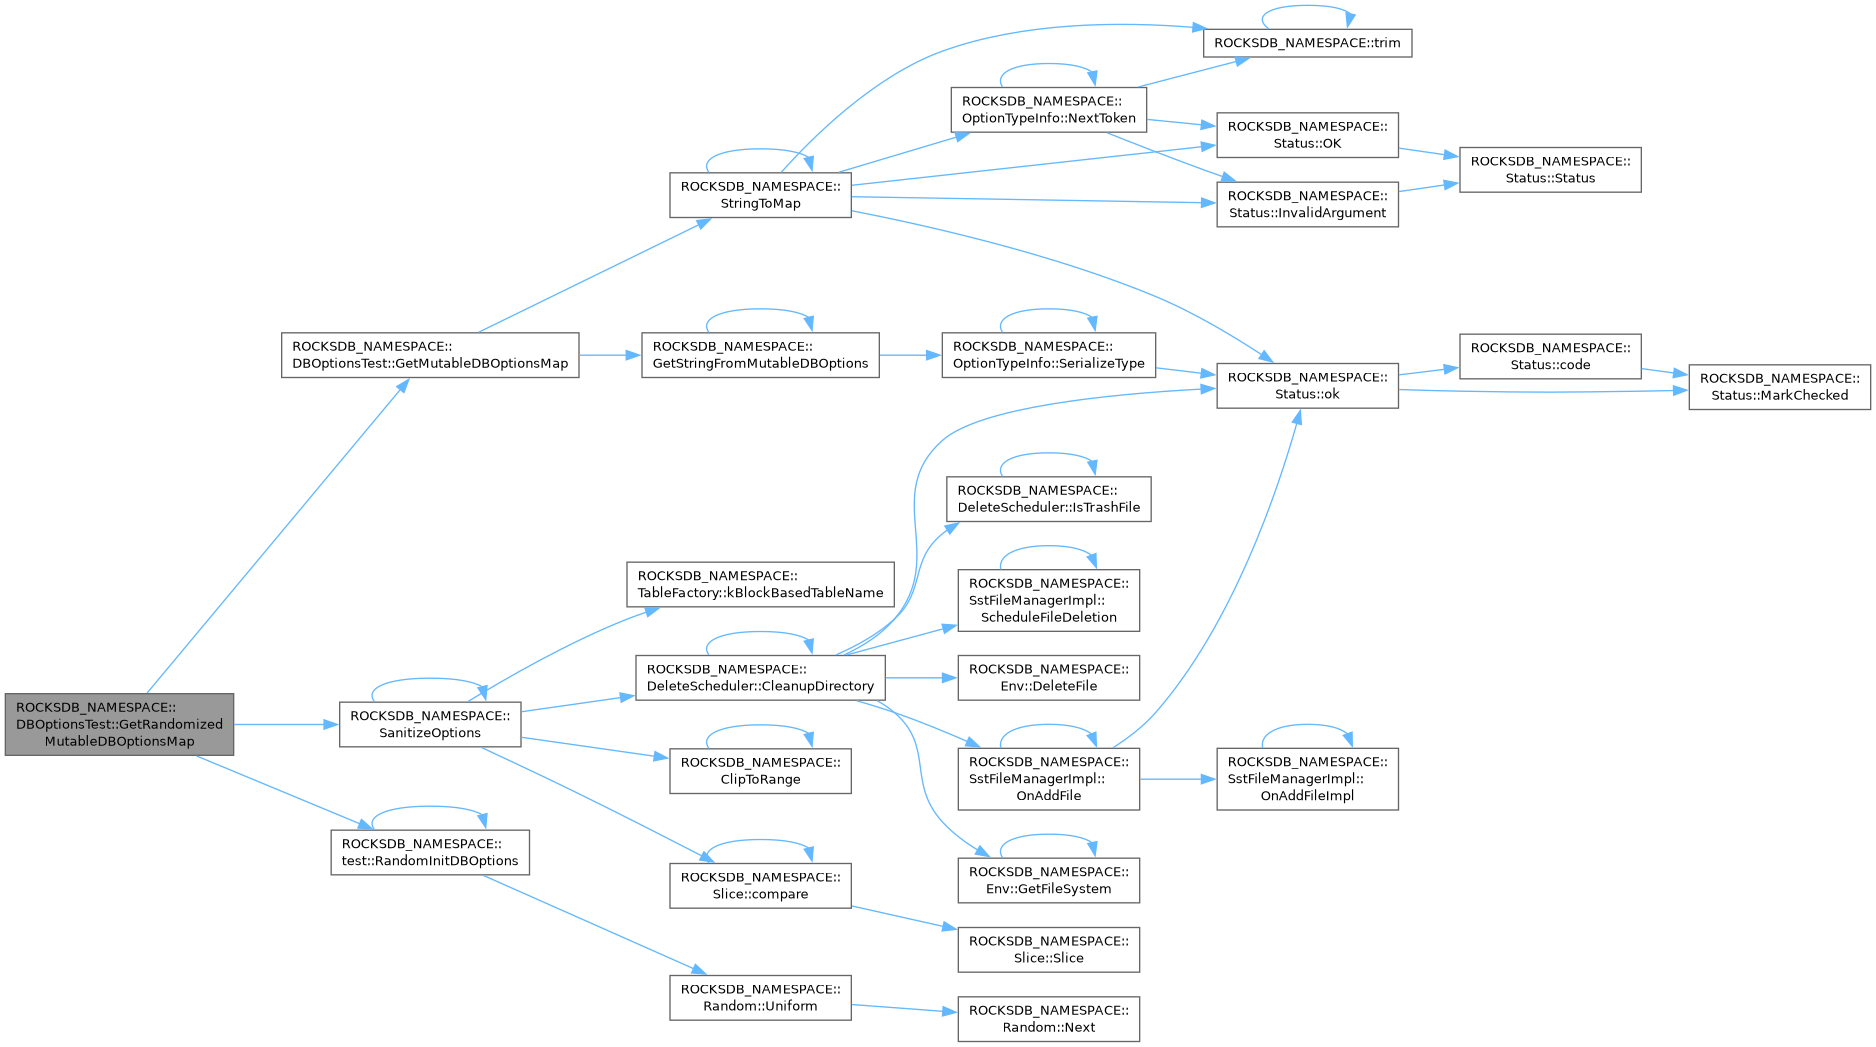 ROCKSDB_NAMESPACE::
DBOptionsTest::GetRandomized
MutableDBOptionsMap
ROCKSDB_NAMESPACE::
DBOptionsTest::GetMutableDBOptionsMap
ROCKSDB_NAMESPACE::
SanitizeOptions
ROCKSDB_NAMESPACE::
test::RandomInitDBOptions
ROCKSDB_NAMESPACE::
StringToMap
ROCKSDB_NAMESPACE::
GetStringFromMutableDBOptions
ROCKSDB_NAMESPACE::
TableFactory::kBlockBasedTableName
ROCKSDB_NAMESPACE::
DeleteScheduler::CleanupDirectory
ROCKSDB_NAMESPACE::
ClipToRange
ROCKSDB_NAMESPACE::
Slice::compare
ROCKSDB_NAMESPACE::
Random::Uniform
ROCKSDB_NAMESPACE::
OptionTypeInfo::NextToken
ROCKSDB_NAMESPACE::
OptionTypeInfo::SerializeType
ROCKSDB_NAMESPACE::
DeleteScheduler::IsTrashFile
ROCKSDB_NAMESPACE::
SstFileManagerImpl::
ScheduleFileDeletion
ROCKSDB_NAMESPACE::
Env::DeleteFile
ROCKSDB_NAMESPACE::
SstFileManagerImpl::
OnAddFile
ROCKSDB_NAMESPACE::
Env::GetFileSystem
ROCKSDB_NAMESPACE::
Slice::Slice
ROCKSDB_NAMESPACE::
Random::Next
ROCKSDB_NAMESPACE::trim
ROCKSDB_NAMESPACE::
Status::OK
ROCKSDB_NAMESPACE::
Status::InvalidArgument
ROCKSDB_NAMESPACE::
Status::ok
ROCKSDB_NAMESPACE::
SstFileManagerImpl::
OnAddFileImpl
ROCKSDB_NAMESPACE::
Status::Status
ROCKSDB_NAMESPACE::
Status::code
ROCKSDB_NAMESPACE::
Status::MarkChecked